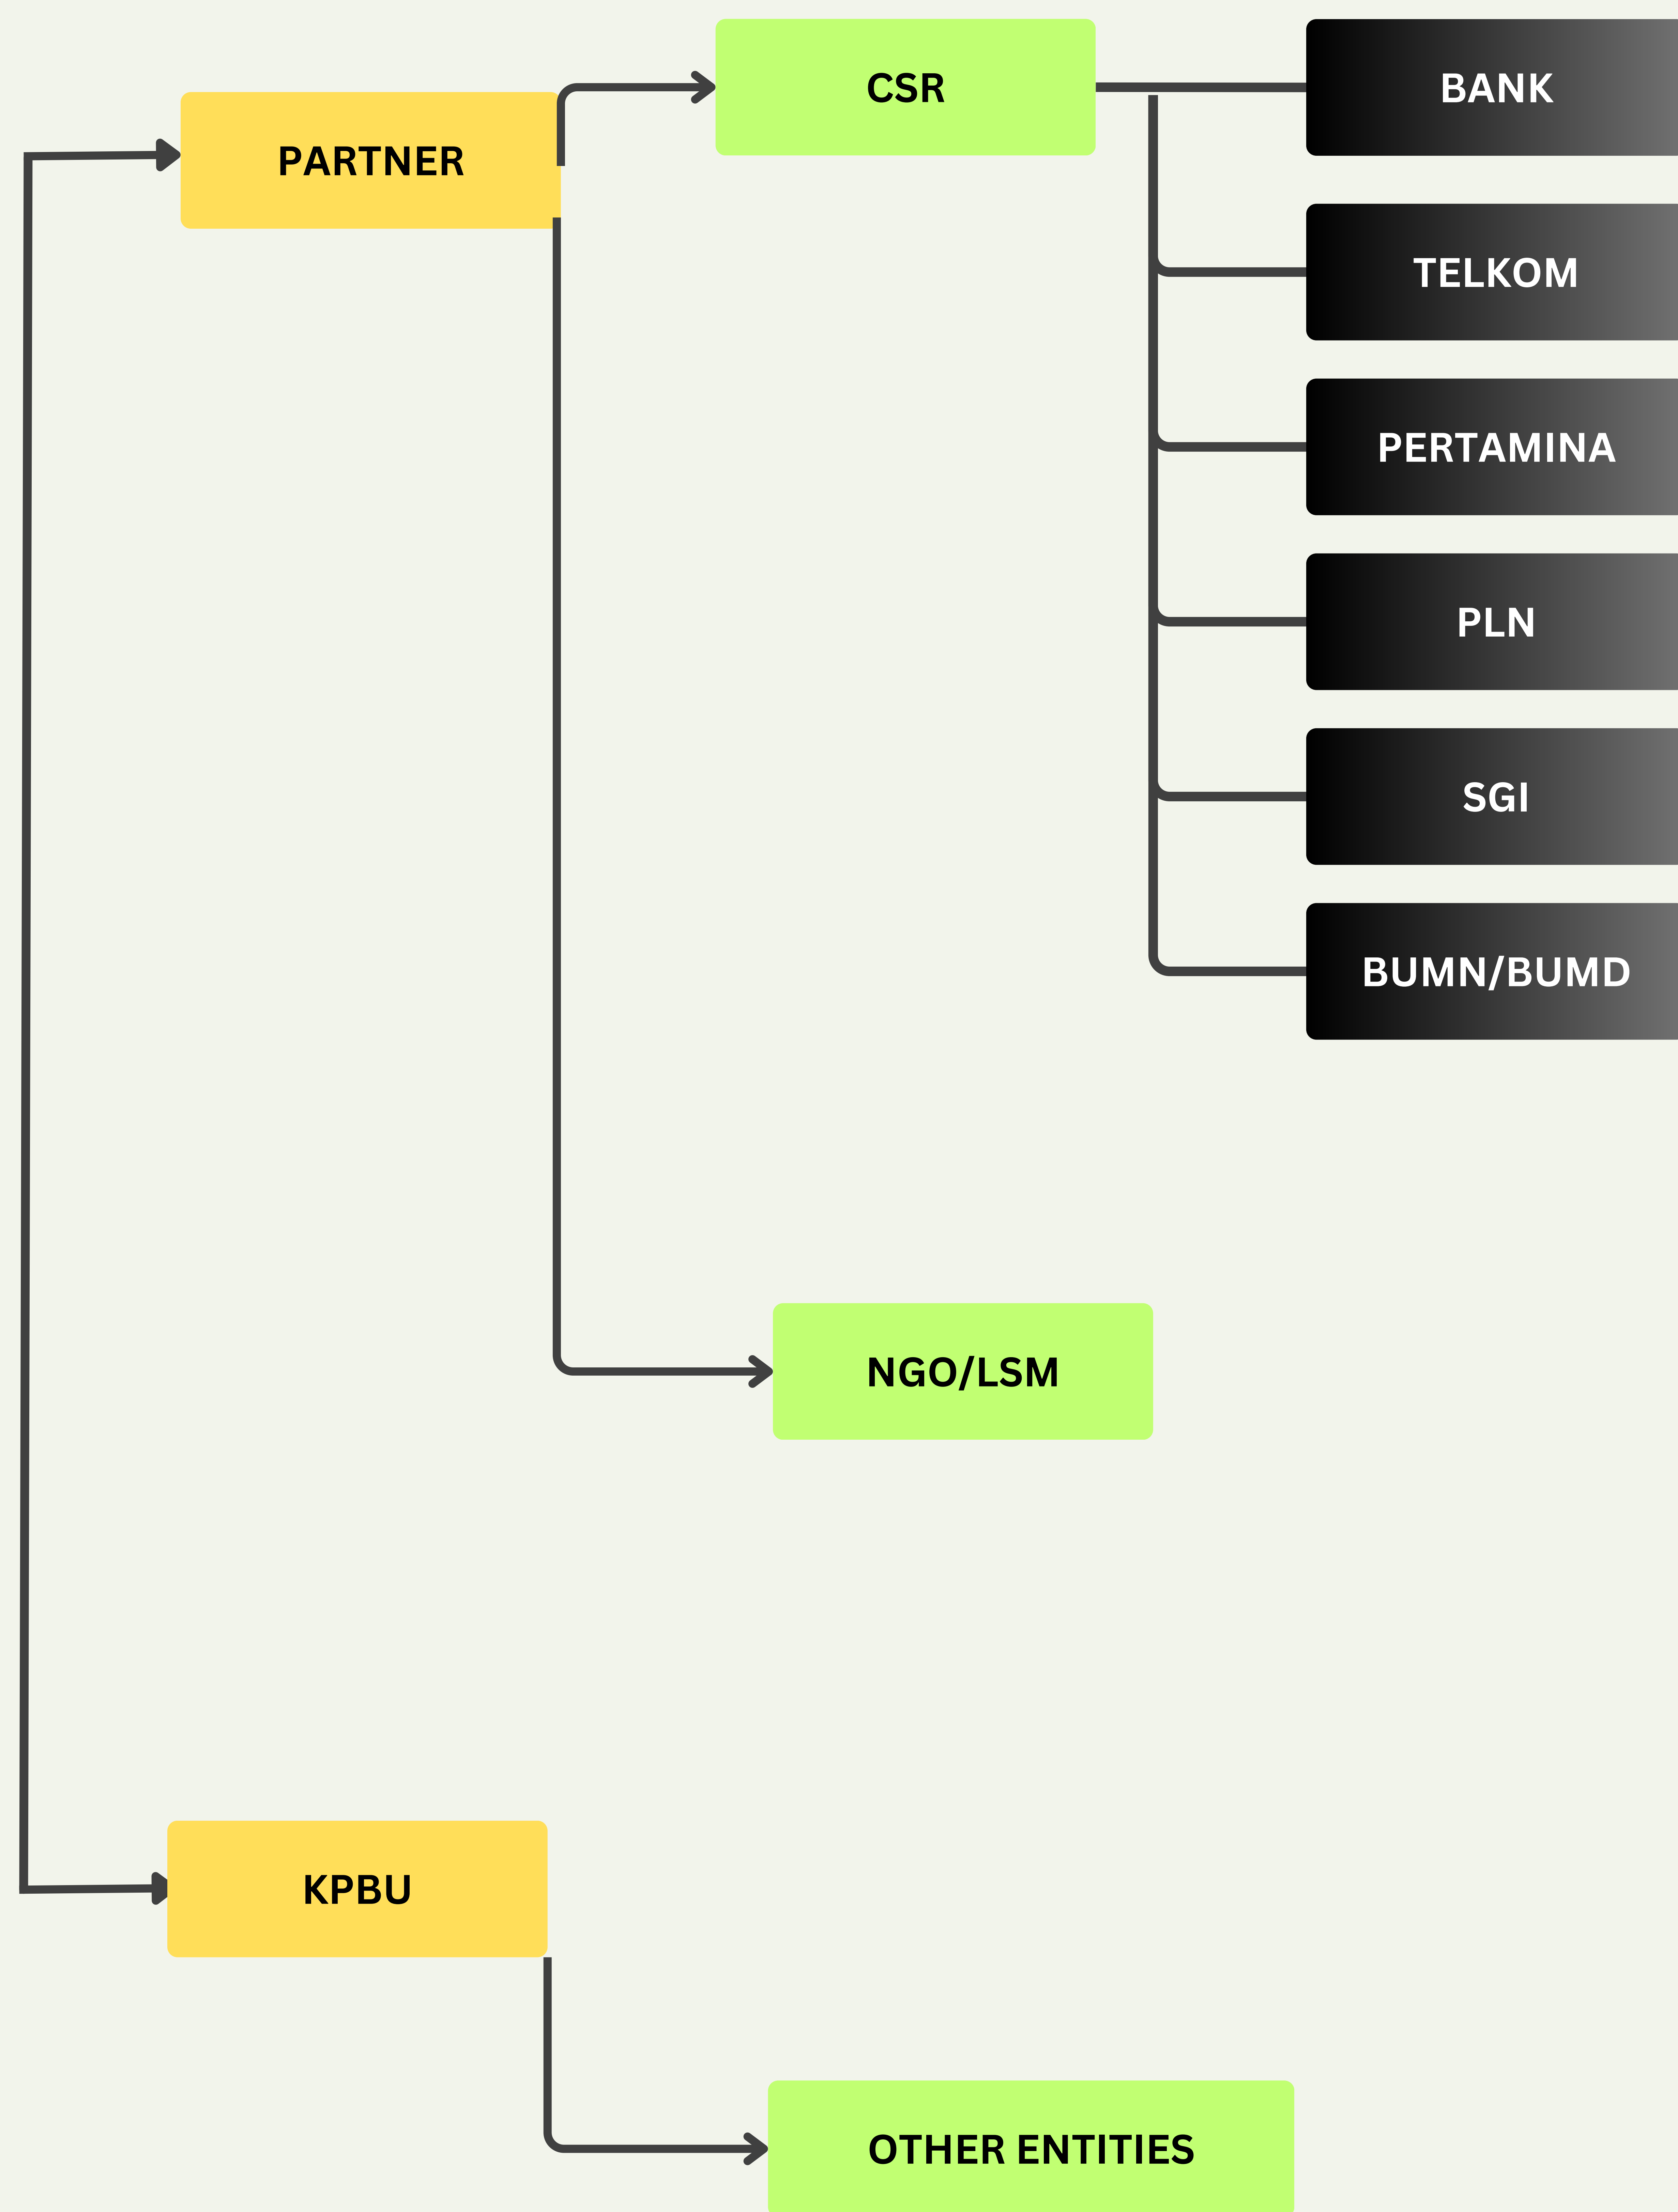 CSR
BANK
PARTNER
TELKOM
PERTAMINA
PLN
SGI
BUMN/BUMD
NGO/LSM
KPBU
OTHER ENTITIES